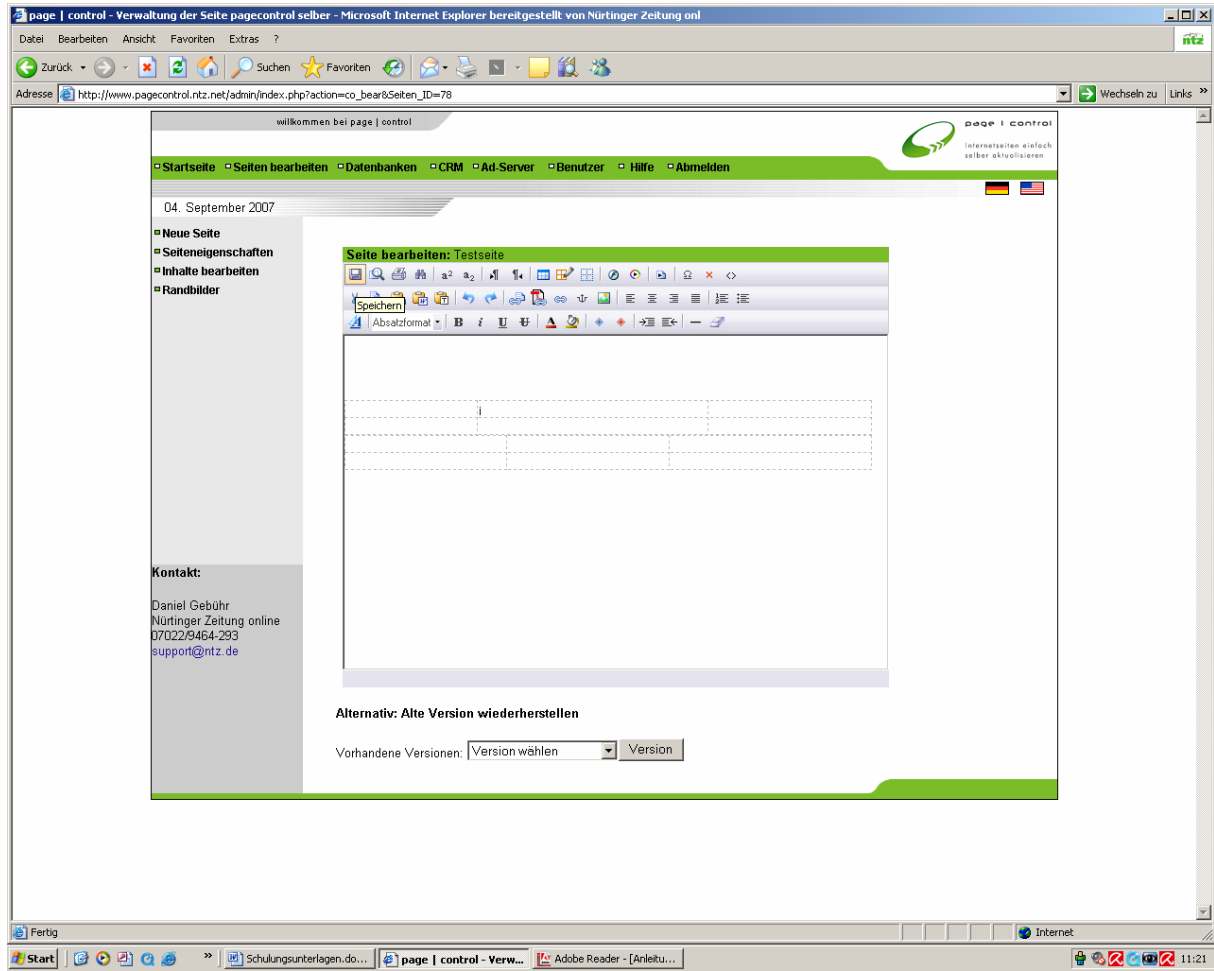 page | control - Verwaltung der Seite pagecontrol selber - Microsoft Internet Explorer bereitgestellt von Nürtinger Zeitung onl
Datei Bearbeiten Ansicht Favoriten Extras ?
ntz
Zurück Suchen Favoriten
Adresse http://www.pagecontrol.ntz.net/admin/index.php?action=co_bear&Seiten_ID=78 Wechseln zu Links »
willkommen bei page | control
page | control
Internetseiten einfach
selber aktualisieren
Startseite Seiten bearbeiten Datenbanken CRM Ad-Server Benutzer Hilfe Abmelden
04. September 2007
Neue Seite
Seiteneigenschaften
Inhalte bearbeiten
Randbilder
Seite bearbeiten: Testseite
Speichern
Absatzformat B i U
i
Kontakt:
Daniel Gebühr
Nürtinger Zeitung online
07022/9464-293
support@ntz.de
Alternativ: Alte Version wiederherstellen
Vorhandene Versionen: Version wählen Version
Fertig Internet
Start » Schulungsunterlagen.do... page | control - Verw... Adobe Reader - [Anleitu... 11:21